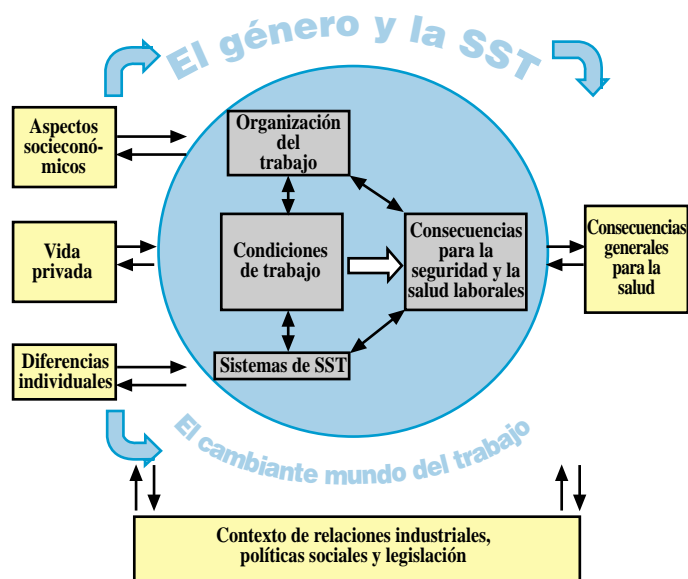 El género y la SST
Aspectos
socieconó-
micos
Organización
del
trabajo
Vida
privada
Condiciones
de trabajo
Consecuencias
para la
seguridad y la
salud laborales
Consecuencias
generales
para la
salud
Diferencias
individuales
Sistemas de SST
El cambiante mundo del trabajo
Contexto de relaciones industriales,
políticas sociales y legislación